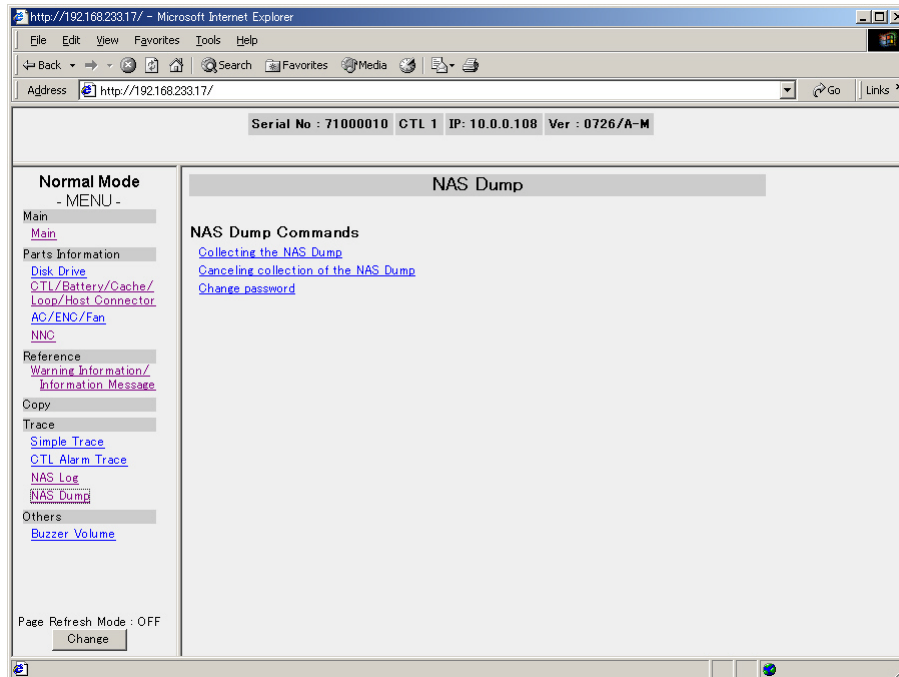 http://192.168.233.17/ - Microsoft Internet Explorer
File Edit View Favorites Tools Help
Back Search Favorites Media
Address http://192.168.233.17/ Go Links
Serial No : 71000010 CTL 1 IP: 10.0.0.108 Ver : 0726/A-M
Normal Mode
- MENU -
Main
Main
Parts Information
Disk Drive
CTL/Battery/Cache/
Loop/Host Connector
AC/ENC/Fan
NNC
Reference
Warning Information/
Information Message
Copy
Trace
Simple Trace
CTL Alarm Trace
NAS Log
NAS Dump
Others
Buzzer Volume
Page Refresh Mode : OFF
Change
NAS Dump
NAS Dump Commands
Collecting the NAS Dump
Canceling collection of the NAS Dump
Change password